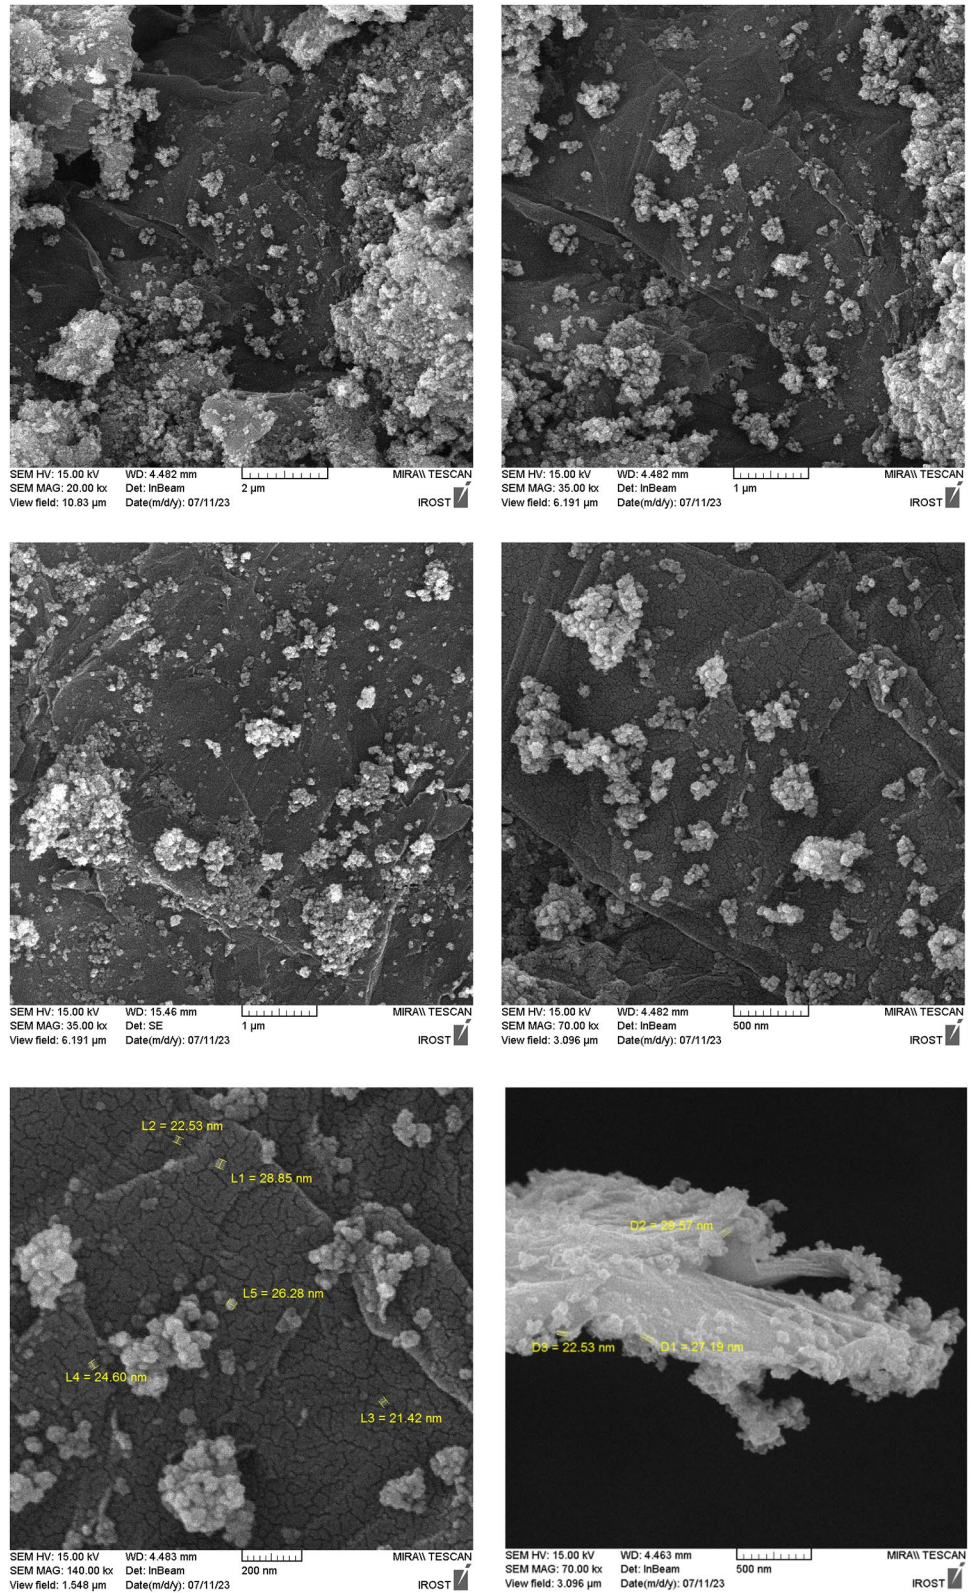 SEM HV: 15.00 kV WD: 4.482 mm MIRA\\ TESCAN
SEM MAG: 20.00 kx Det: InBeam 2 µm
View field: 10.83 µm Date(m/d/y): 07/11/23 IROST
SEM HV: 15.00 kV WD: 4.482 mm MIRA\\ TESCAN
SEM MAG: 35.00 kx Det: InBeam 1 µm
View field: 6.191 µm Date(m/d/y): 07/11/23 IROST
SEM HV: 15.00 kV WD: 15.46 mm MIRA\\ TESCAN
SEM MAG: 35.00 kx Det: SE 1 µm
View field: 6.191 µm Date(m/d/y): 07/11/23 IROST
SEM HV: 15.00 kV WD: 4.482 mm MIRA\\ TESCAN
SEM MAG: 70.00 kx Det: InBeam 500 nm
View field: 3.096 µm Date(m/d/y): 07/11/23 IROST
L2 = 22.53 nm
L1 = 28.85 nm
L5 = 26.28 nm
L4 = 24.60 nm
L3 = 21.42 nm
SEM HV: 15.00 kV WD: 4.483 mm MIRA\\ TESCAN
SEM MAG: 140.00 kx Det: InBeam 200 nm
View field: 1.548 µm Date(m/d/y): 07/11/23 IROST
D2 = 29.57 nm
D3 = 22.53 nm D1 = 27.19 nm
SEM HV: 15.00 kV WD: 4.463 mm MIRA\\ TESCAN
SEM MAG: 70.00 kx Det: InBeam 500 nm
View field: 3.096 µm Date(m/d/y): 07/11/23 IROST